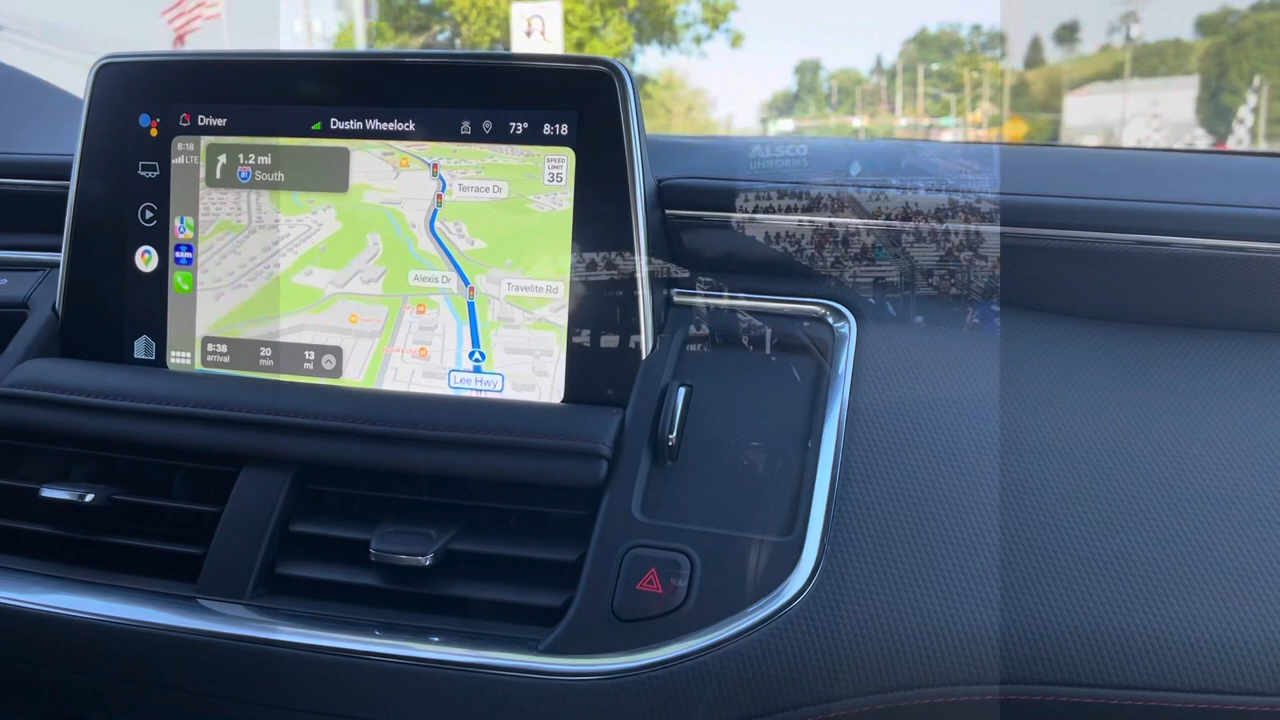 Driver
Dustin Wheelock
73° 8:18
8:18
LTE
1.2 mi
81 South
SPEED
LIMIT
35
Terrace Dr
Alexis Dr
Travelite Rd
sxm
8:38 20 13
arrival min mi
Lee Hwy
ALSCO
UNIFORMS